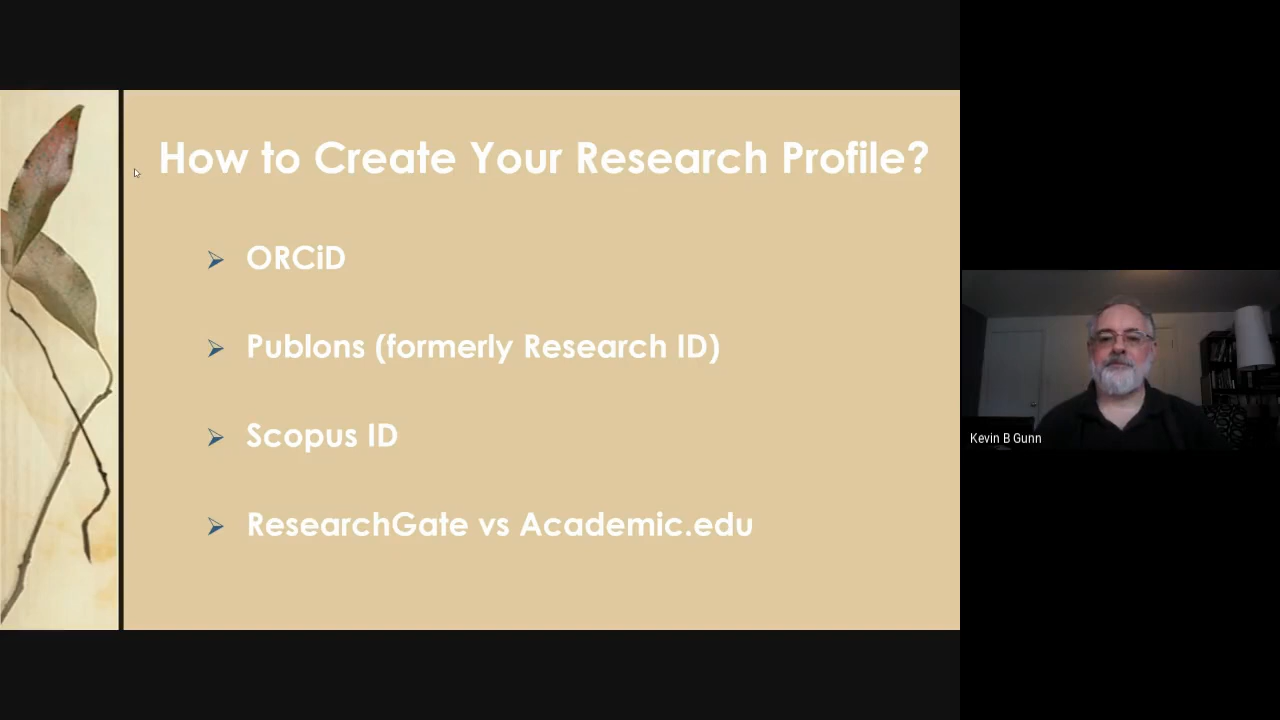 How to Create Your Research Profile?
ORCiD
Publons (formerly Research ID)
Scopus ID
ResearchGate vs Academic.edu
Kevin B Gunn